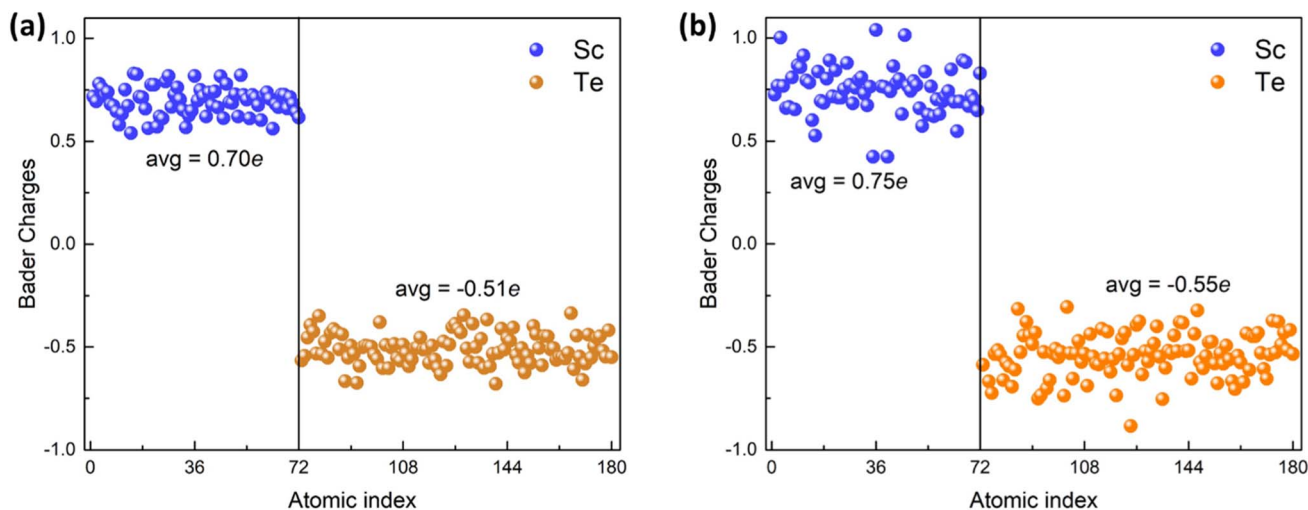 (a)
Bader Charges
1.0
0.5
0.0
-0.5
-1.0
Sc
Te
avg = 0.70e
avg = -0.51e
0 36 72 108 144 180
Atomic index
(b)
Bader Charges
1.0
0.5
0.0
-0.5
-1.0
Sc
Te
avg = 0.75e
avg = -0.55e
0 36 72 108 144 180
Atomic index